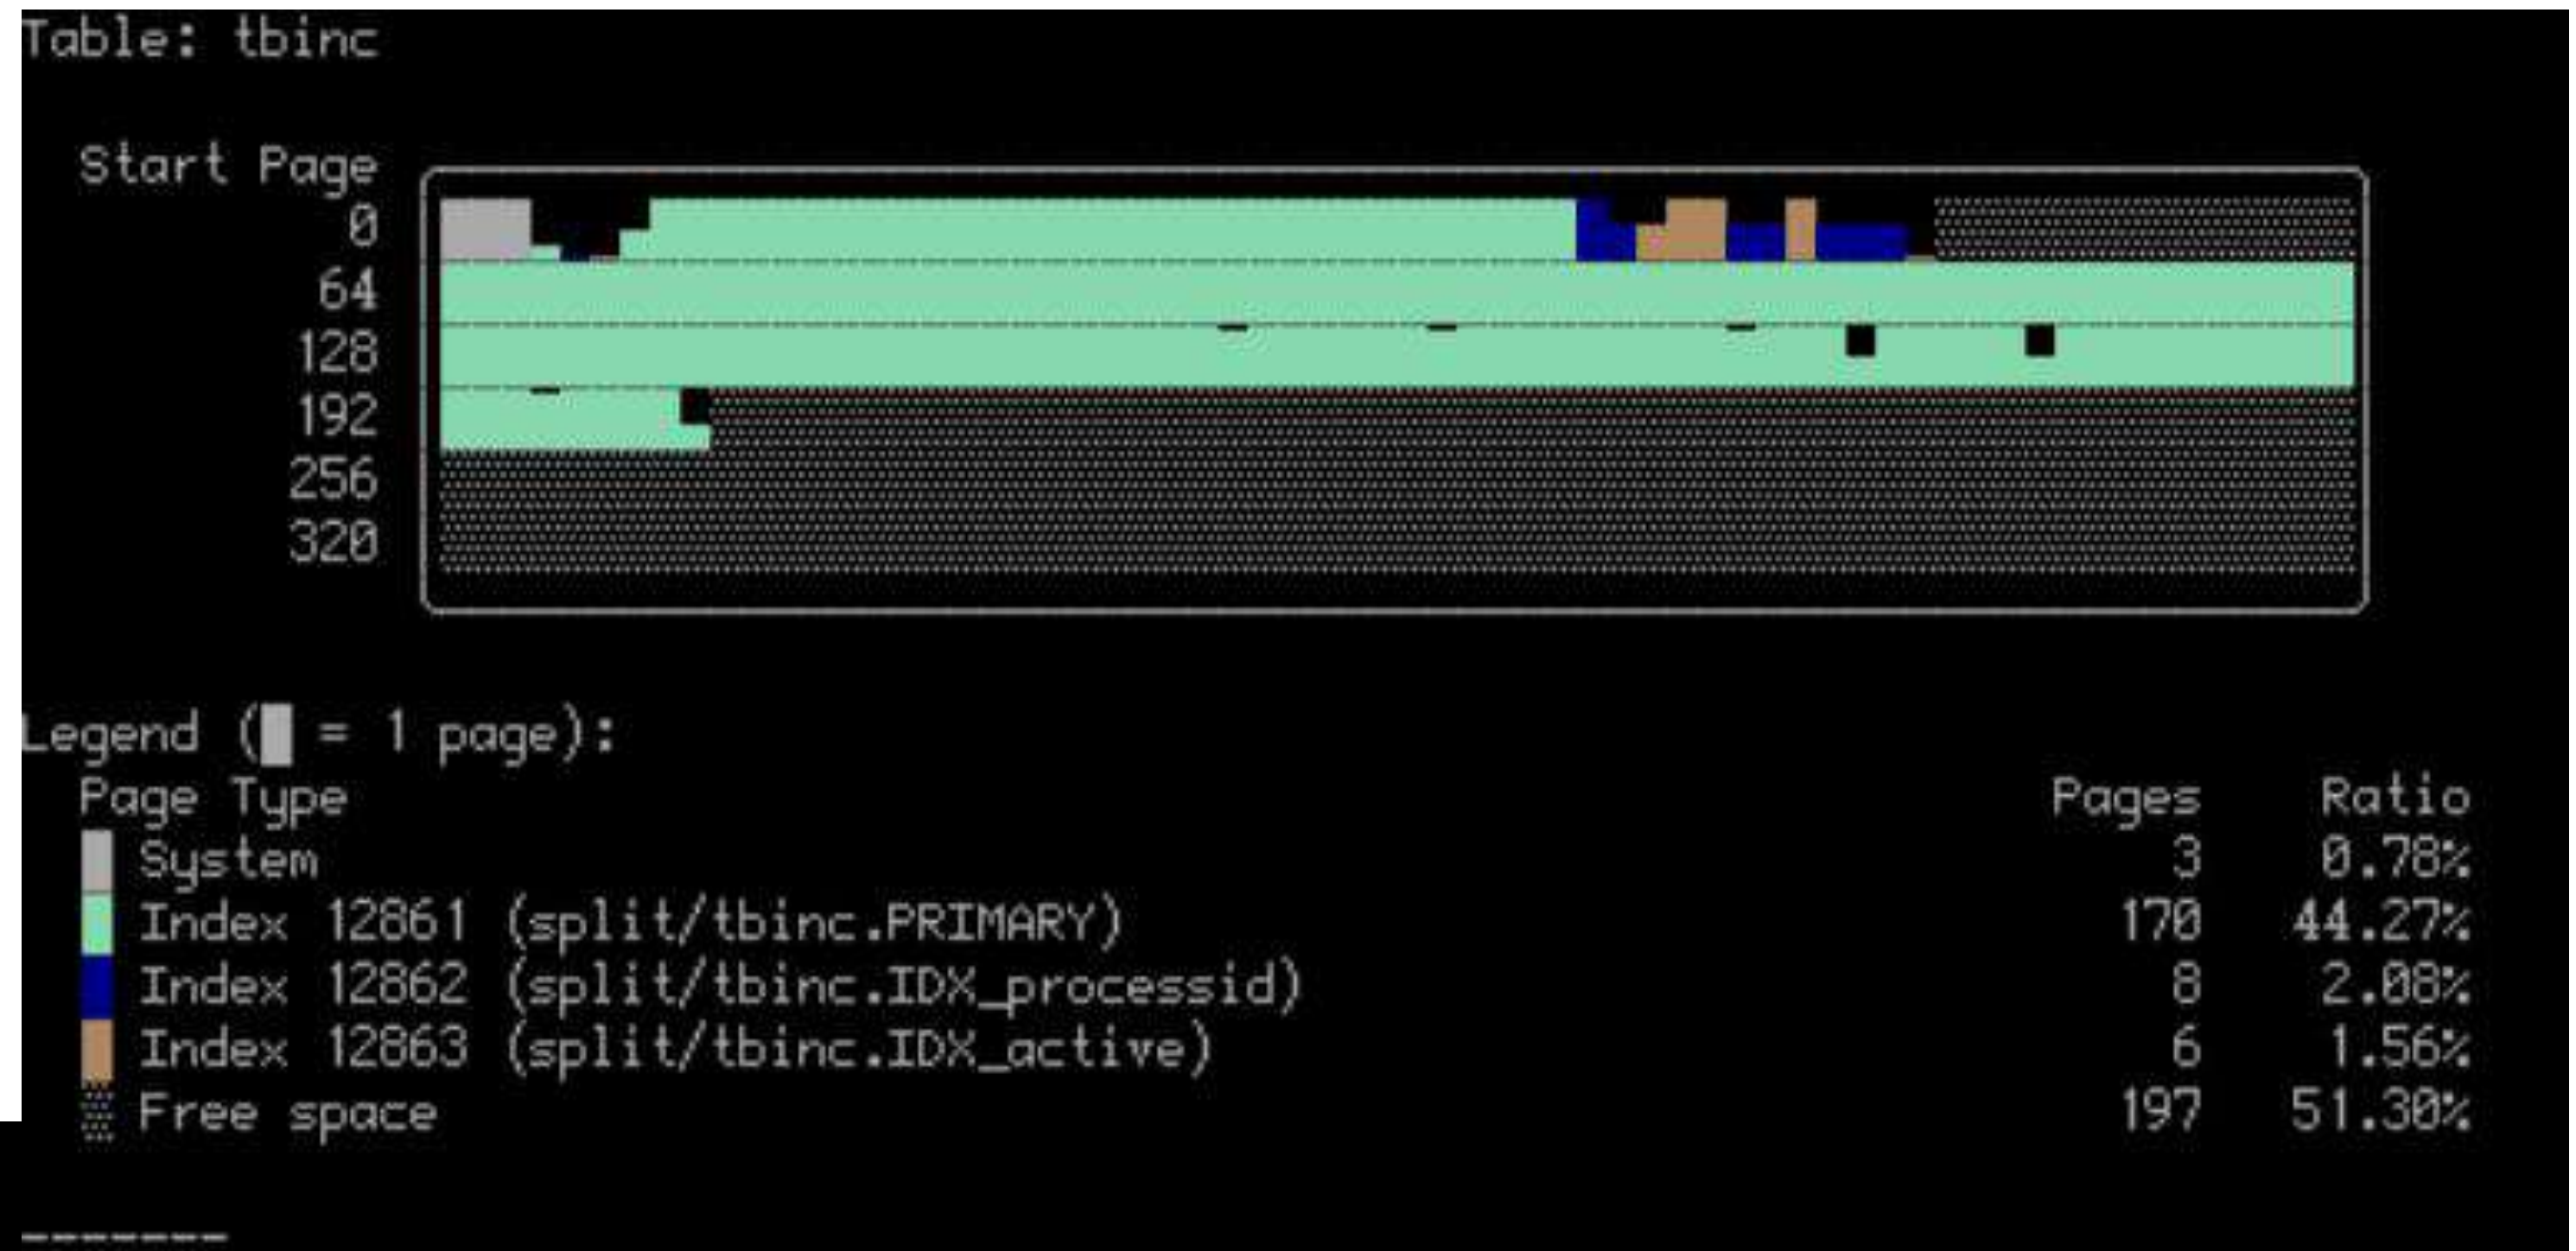 Table: tbinc
Start Page
0
64
128
192
256
320
Legend (█ = 1 page):
Page Type Pages Ratio
System 3 0.78%
Index 12861 (split/tbinc.PRIMARY) 170 44.27%
Index 12862 (split/tbinc.IDX_processid) 8 2.08%
Index 12863 (split/tbinc.IDX_active) 6 1.56%
Free space 197 51.30%
-------